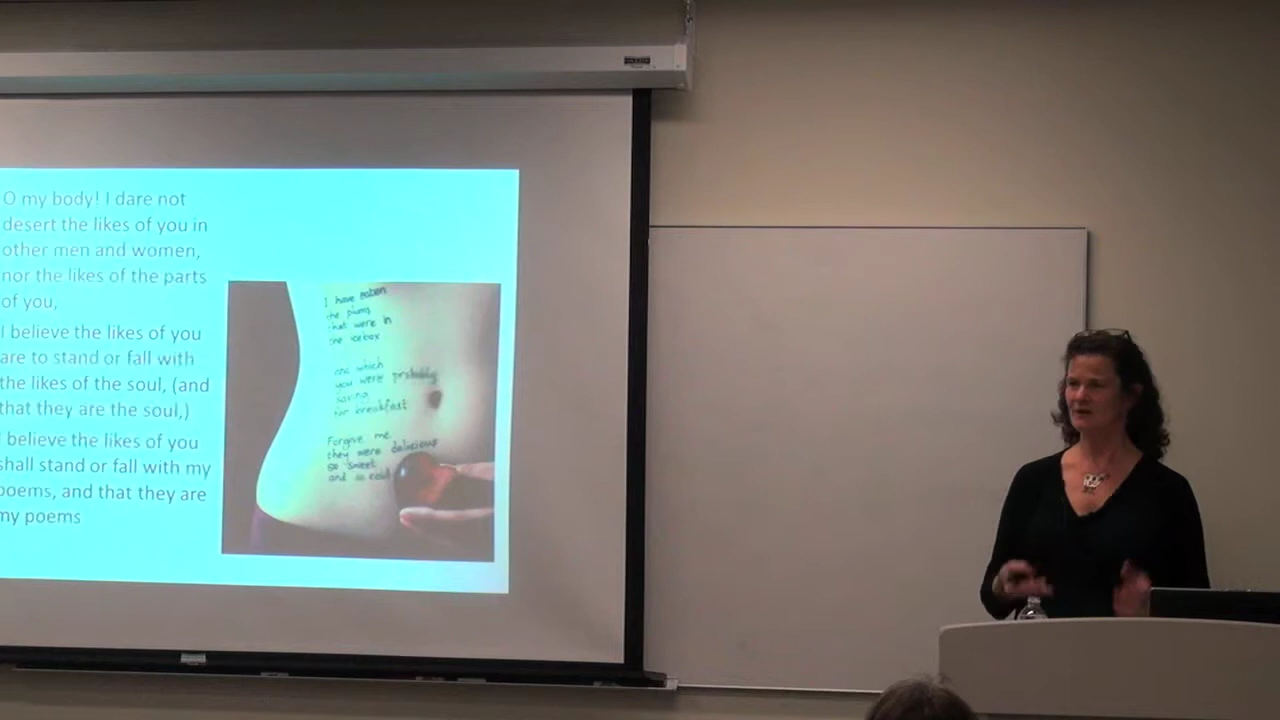 O my body! I dare not
desert the likes of you in
other men and women,
nor the likes of the parts
of you,
I believe the likes of you
are to stand or fall with
the likes of the soul, (and
that they are the soul,)
I believe the likes of you
shall stand or fall with my
poems, and that they are
my poems
I have eaten
the plums
that were in
the icebox
and which
you were probably
saving
for breakfast
Forgive me
they were delicious
so sweet
and so cold